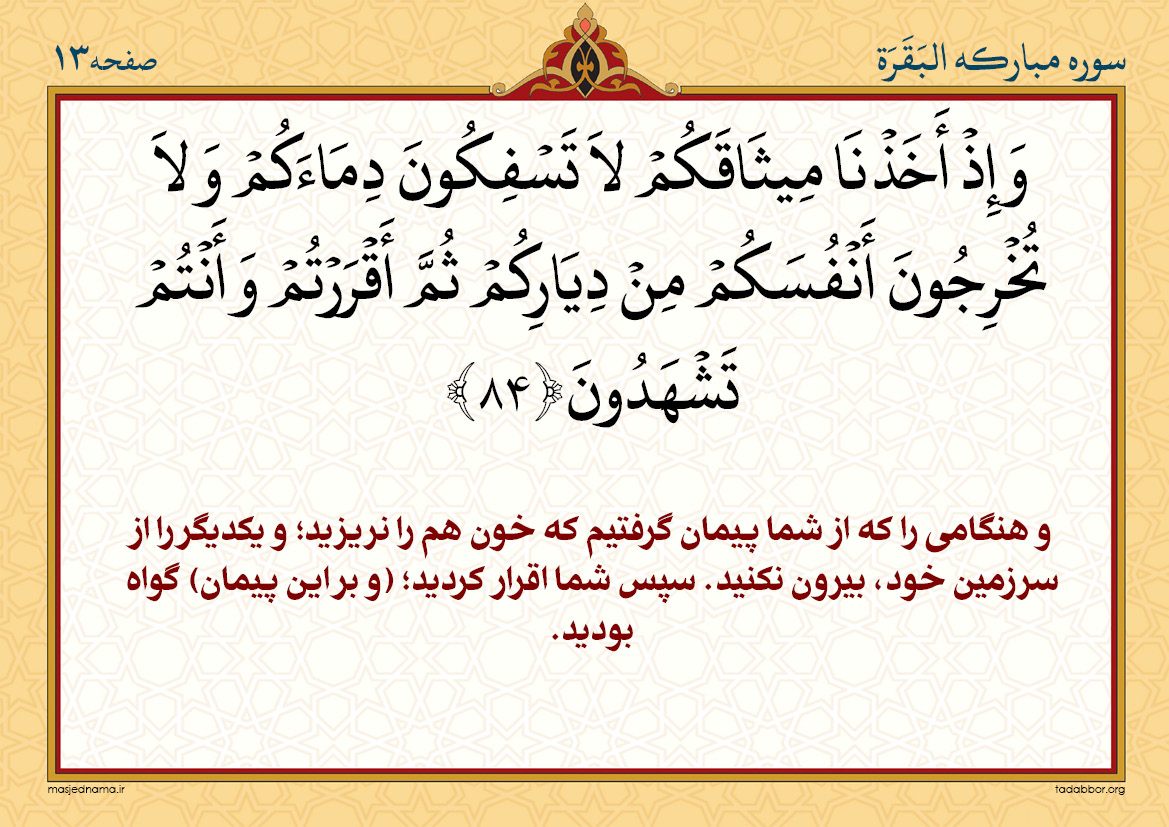 سوره مبارکه البَقَرَة
صفحه۱۳
وَ إِذْ أَخَذْنَا مِيثَاقَكُمْ لاَ تَسْفِكُونَ دِمَاءَكُمْ وَ لاَ
تُخْرِجُونَ أَنْفُسَكُمْ مِنْ دِيَارِكُمْ ثُمَّ أَقْرَرْتُمْ وَ أَنْتُمْ
تَشْهَدُونَ ﴿۸۴﴾
و هنگامی را که از شما پیمان گرفتیم که خون هم را نریزید؛ و یکدیگر را از
سرزمین خود، بیرون نکنید. سپس شما اقرار کردید؛ (و بر این پیمان) گواه
بودید.
masjednama.ir
tadabbor.org